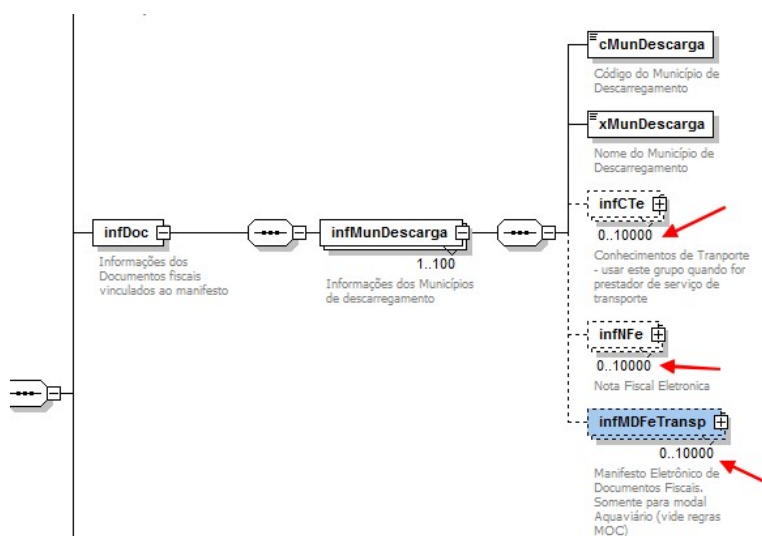 cMunDescarga
Código do Município de
Descarregamento
xMunDescarga
Nome do Município de
Descarregamento
infDoc
Informações dos
Documentos fiscais
vinculados ao manifesto
infMunDescarga
1..100
Informações dos Municípios
de descarregamento
infCTe
0..10000
Conhecimentos de Tranporte
- usar este grupo quando for
prestador de serviço de
transporte
infNFe
0..10000
Nota Fiscal Eletronica
infMDFeTransp
0..10000
Manifesto Eletrônico de
Documentos Fiscais.
Somente para modal
Aquaviário (vide regras
MOC)